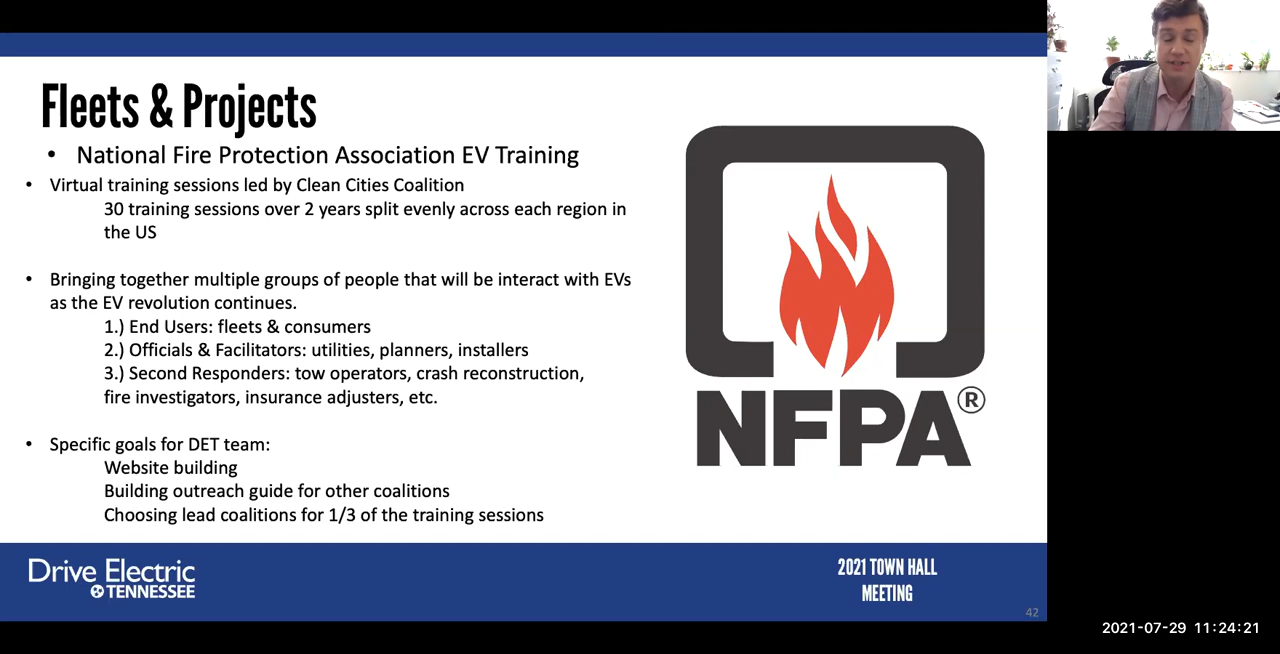 Fleets & Projects
• National Fire Protection Association EV Training
• Virtual training sessions led by Clean Cities Coalition
30 training sessions over 2 years split evenly across each region in
the US
• Bringing together multiple groups of people that will be interact with EVs
as the EV revolution continues.
1.) End Users: fleets & consumers
2.) Officials & Facilitators: utilities, planners, installers
3.) Second Responders: tow operators, crash reconstruction,
fire investigators, insurance adjusters, etc.
• Specific goals for DET team:
Website building
Building outreach guide for other coalitions
Choosing lead coalitions for 1/3 of the training sessions
NFPA®
Drive Electric
TENNESSEE
2021 TOWN HALL
MEETING
42
2021-07-29 11:24:21